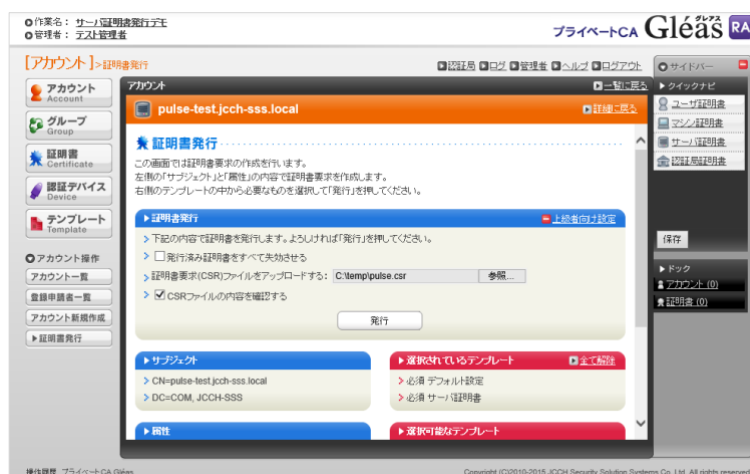 作業名： サーバ証明書発行デモ
管理者： テスト管理者
プライベートCA Gléas グレアス RA
[アカウント]>証明書発行
認証局 ログ 管理者 ヘルプ ログアウト
アカウント
Account
グループ
Group
証明書
Certificate
認証デバイス
Device
テンプレート
Template
アカウント操作
アカウント一覧
登録申請者一覧
アカウント新規作成
証明書発行
アカウント
一覧に戻る
pulse-test.jcch-sss.local
詳細に戻る
証明書発行
この画面では証明書要求の作成を行います。
左側の「サブジェクト」と「属性」の内容で証明書要求を作成します。
右側のテンプレートの中から必要なものを選択して「発行」を押してください。
証明書発行
上級者向け設定
下記の内容で証明書を発行します。よろしければ「発行」を押してください。
発行済み証明書をすべて失効させる
証明書要求(CSR)ファイルをアップロードする： C:\temp\pulse.csr 参照...
CSRファイルの内容を確認する
発行
サブジェクト
CN=pulse-test.jcch-sss.local
DC=COM, JCCH-SSS
属性
選択されているテンプレート
全て解除
必須 デフォルト設定
必須 サーバ証明書
選択可能なテンプレート
サイドバー
クイックナビ
ユーザ証明書
マシン証明書
サーバ証明書
認証局証明書
保存
ドック
アカウント (0)
証明書 (0)
操作履歴 プライベートCA Gléas
Copyright (C)2010-2015 JCCH Security Solution Systems Co.,Ltd. All rights reserved.